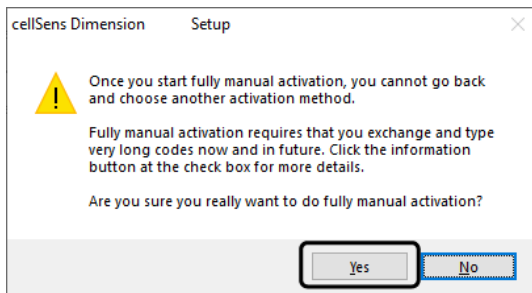 cellSens Dimension Setup
Once you start fully manual activation, you cannot go back
and choose another activation method.
Fully manual activation requires that you exchange and type
very long codes now and in future. Click the information
button at the check box for more details.
Are you sure you really want to do fully manual activation?
Yes No